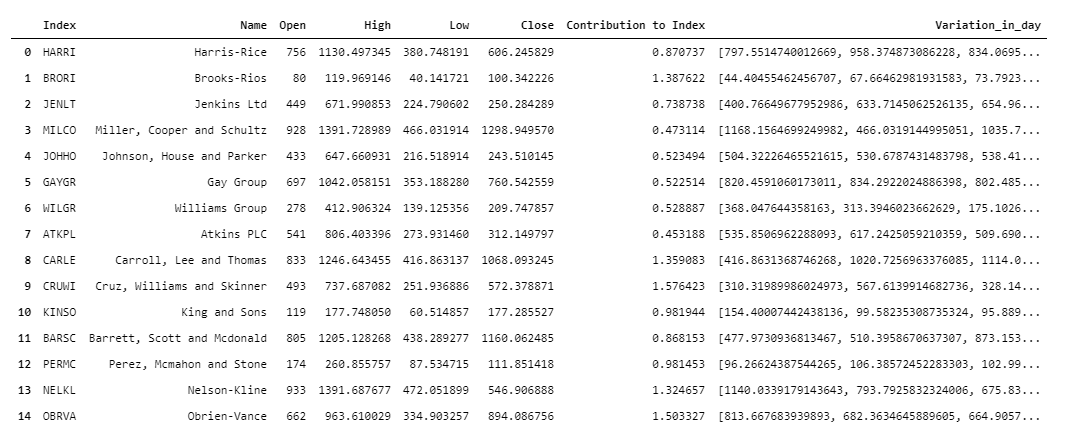 Index Name Open High Low Close Contribution to Index Variation_in_day
0 HARRI Harris-Rice 756 1130.497345 380.748191 606.245829 0.870737 [797.5514740012669, 958.374873086228, 834.0695...
1 BRORI Brooks-Rios 80 119.969146 40.141721 100.342226 1.387622 [44.40455462456707, 67.66462981931583, 73.7923...
2 JENLT Jenkins Ltd 449 671.990853 224.790602 250.284289 0.738738 [400.76649677952986, 633.7145062526135, 654.96...
3 MILCO Miller, Cooper and Schultz 928 1391.728989 466.031914 1298.949570 0.473114 [1168.1564699249982, 466.0319144995051, 1035.7...
4 JOHHO Johnson, House and Parker 433 647.660931 216.518914 243.510145 0.523494 [504.32226465521615, 530.6787431483798, 538.41...
5 GAYGR Gay Group 697 1042.058151 353.188280 760.542559 0.522514 [820.4591060173011, 834.2922024886398, 802.485...
6 WILGR Williams Group 278 412.906324 139.125356 209.747857 0.528887 [368.047644358163, 313.3946023662629, 175.1026...
7 ATKPL Atkins PLC 541 806.403396 273.931460 312.149797 0.453188 [535.8506962288093, 617.2425059210359, 509.690...
8 CARLE Carroll, Lee and Thomas 833 1246.643455 416.863137 1068.093245 1.359083 [416.8631368746268, 1020.7256963376085, 1114.0...
9 CRUWI Cruz, Williams and Skinner 493 737.687082 251.936886 572.378871 1.576423 [310.31989986024973, 567.6139914682736, 328.14...
10 KINSO King and Sons 119 177.748050 60.514857 177.285527 0.981944 [154.40007442438136, 99.58235308735324, 95.889...
11 BARSC Barrett, Scott and Mcdonald 805 1205.128268 438.289277 1160.062485 0.868153 [477.9730936813467, 510.3958670637307, 873.153...
12 PERMC Perez, Mcmahon and Stone 174 260.855757 87.534715 111.851418 0.981453 [96.26624387544265, 106.38572452283303, 102.99...
13 NELKL Nelson-Kline 933 1391.687677 472.051899 546.906888 1.324657 [1140.0339179143643, 793.7925832324006, 675.83...
14 OBRVA Obrien-Vance 662 963.610029 334.903257 894.086756 1.503327 [813.667683939893, 682.3634645889605, 664.9057...